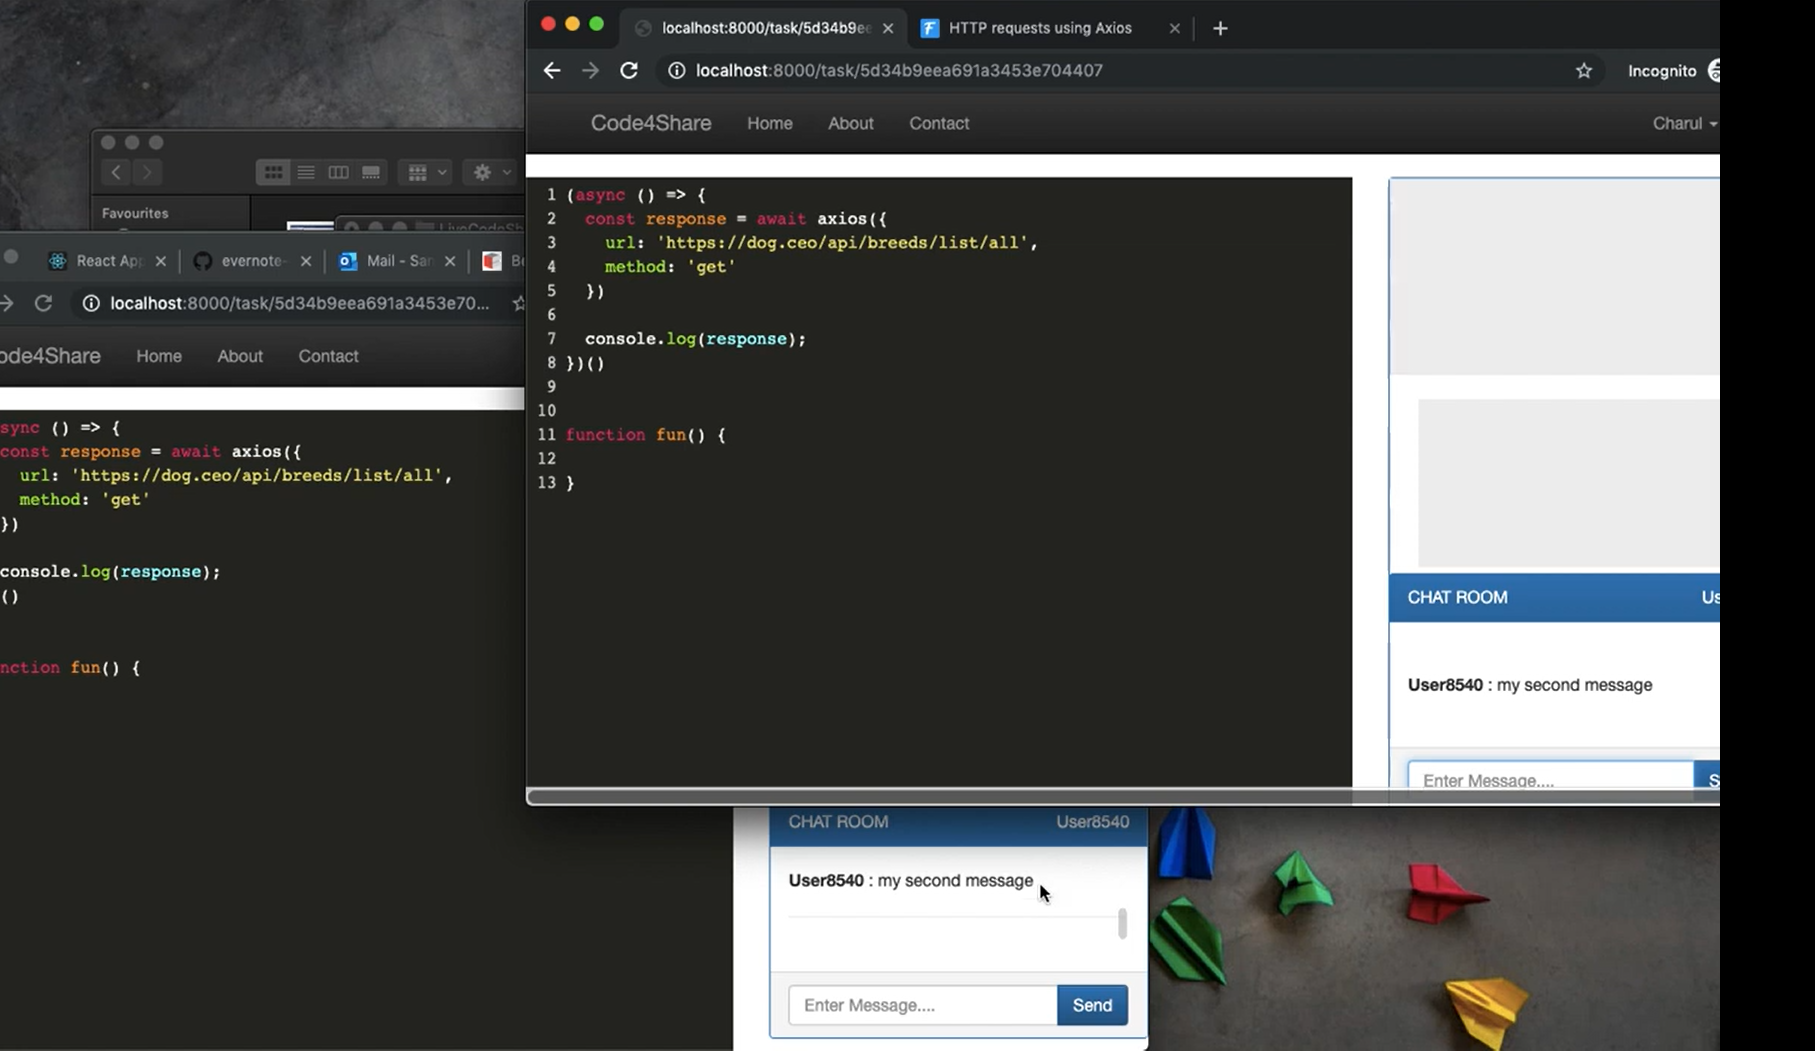 localhost:8000/task/5d34b9ee
HTTP requests using Axios
localhost:8000/task/5d34b9eea691a3453e704407
Incognito
Code4Share
Home
About
Contact
Charul
1 (async () => {
2 const response = await axios({
3 url: 'https://dog.ceo/api/breeds/list/all',
4 method: 'get'
5 })
6
7 console.log(response);
8 })()
9
10
11 function fun() {
12
13 }
CHAT ROOM
Us
User8540 : my second message
Enter Message....
S
Favourites
LiveCodeSh
React App
evernote-
Mail - San
localhost:8000/task/5d34b9eea691a3453e70...
ode4Share
Home
About
Contact
sync () => {
const response = await axios({
url: 'https://dog.ceo/api/breeds/list/all',
method: 'get'
})
console.log(response);
()
nction fun() {
CHAT ROOM
User8540
User8540 : my second message
Enter Message....
Send